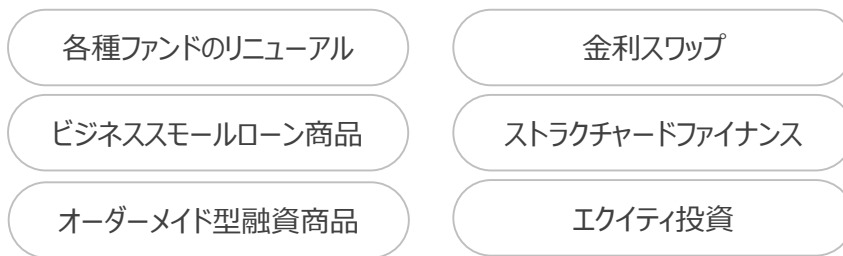 各種ファンドのリニューアル
金利スワップ
ビジネススモールローン商品
ストラクチャードファイナンス
オーダーメイド型融資商品
エクイティ投資